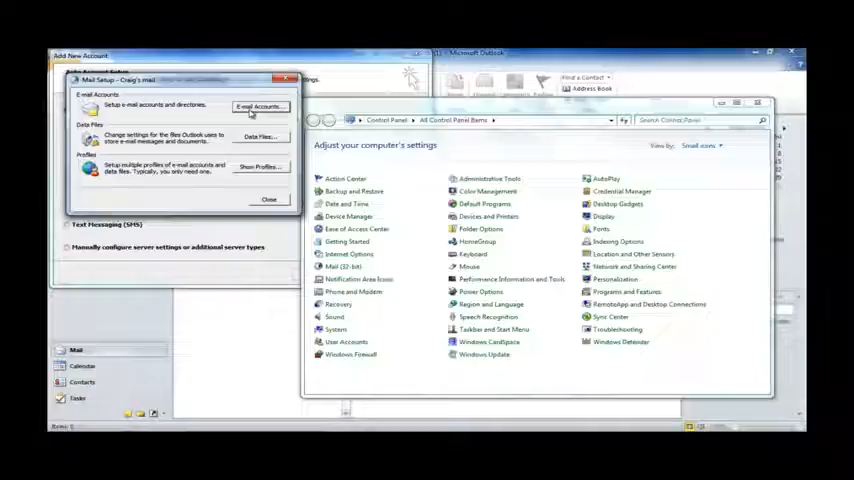 Add New Account
(1) - Microsoft Outlook
Mail Setup - Craig's mail
E-mail Accounts
Setup e-mail accounts and directories.
E-mail Accounts...
Data Files
Change settings for the files Outlook uses to
store e-mail messages and documents.
Data Files...
Profiles
Setup multiple profiles of e-mail accounts and
data files. Typically, you only need one.
Show Profiles...
Close
Text Messaging (SMS)
Manually configure server settings or additional server types
Find a Contact
Address Book
Control Panel
All Control Panel Items
Search Control Panel
Adjust your computer's settings
View by: Small icons
Action Center
Administrative Tools
AutoPlay
Backup and Restore
Color Management
Credential Manager
Date and Time
Default Programs
Desktop Gadgets
Device Manager
Devices and Printers
Display
Ease of Access Center
Folder Options
Fonts
Getting Started
HomeGroup
Indexing Options
Internet Options
Keyboard
Location and Other Sensors
Mail (32-bit)
Mouse
Network and Sharing Center
Notification Area Icons
Performance Information and Tools
Personalization
Phone and Modem
Power Options
Programs and Features
Recovery
Region and Language
RemoteApp and Desktop Connections
Sound
Speech Recognition
Sync Center
System
Taskbar and Start Menu
Troubleshooting
User Accounts
Windows CardSpace
Windows Defender
Windows Firewall
Windows Update
Mail
Calendar
Contacts
Tasks